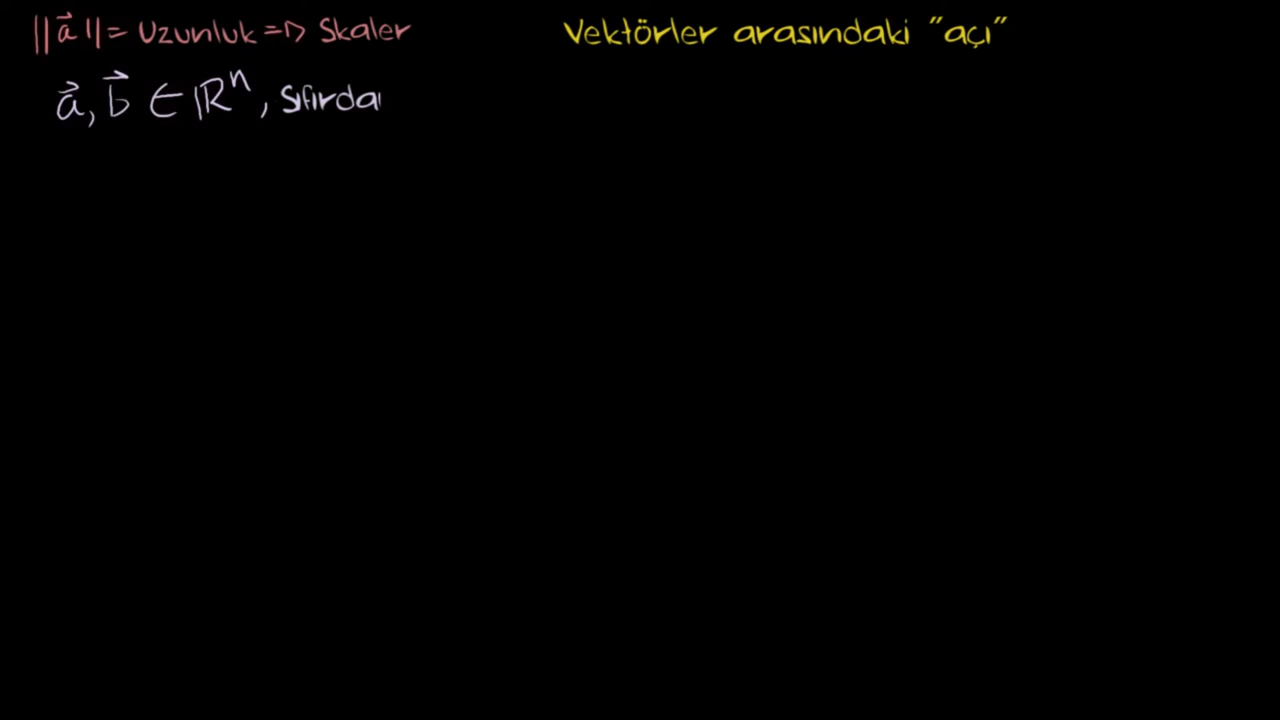 ||a⃗|| = Uzunluk => Skaler
Vektörler arasındaki "açı"
a⃗, b⃗ ∈ ℝⁿ, Sıfırda